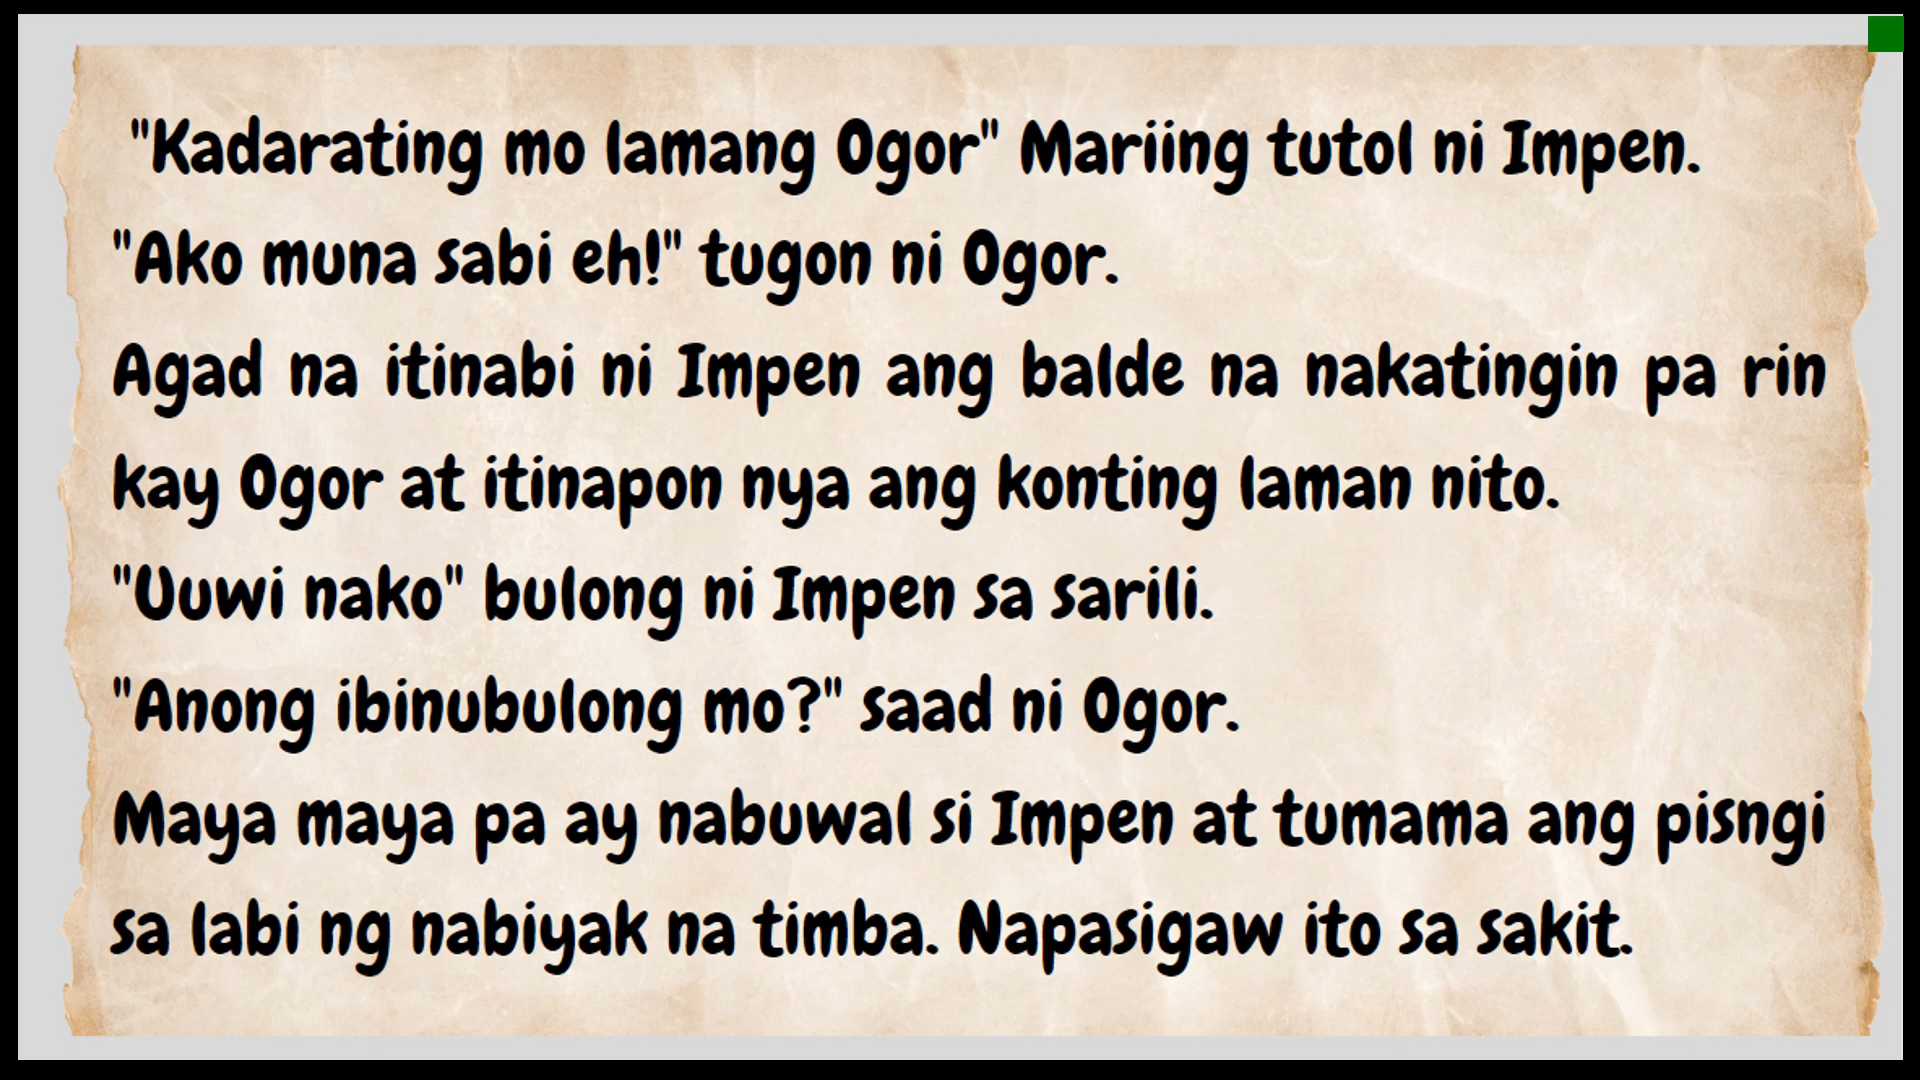 "Kadarating mo lamang Ogor" Mariing tutol ni Impen.
"Ako muna sabi eh!" tugon ni Ogor.
Agad na itinabi ni Impen ang balde na nakatingin pa rin
kay Ogor at itinapon nya ang konting laman nito.
"Uuwi nako" bulong ni Impen sa sarili.
"Anong ibinubulong mo?" saad ni Ogor.
Maya maya pa ay nabuwal si Impen at tumama ang pisngi
sa labi ng nabiyak na timba. Napasigaw ito sa sakit.